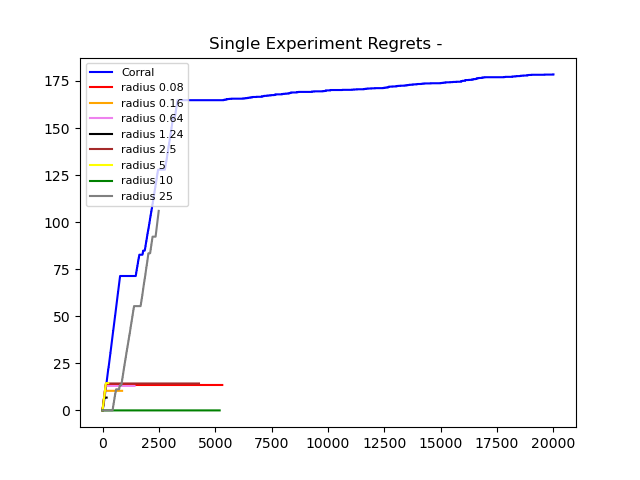 Single Experiment Regrets -
175
150
125
100
75
50
25
0
Corral
radius 0.08
radius 0.16
radius 0.64
radius 1.24
radius 2.5
radius 5
radius 10
radius 25
0 2500 5000 7500 10000 12500 15000 17500 20000